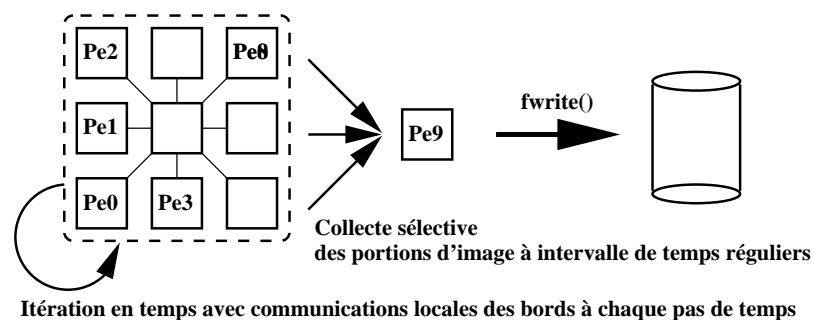 Pe2
fwrite()
Pe1
Pe9
Pe0 Pe3
Collecte sélective
des portions d'image à intervalle de temps réguliers
Itération en temps avec communications locales des bords à chaque pas de temps